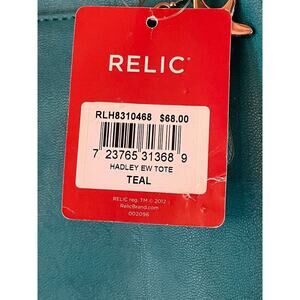 RELIC®
RLH8310468 $68.00
7 23765 31368 9
HADLEY EW TOTE
TEAL
RELIC reg. TM © 2012
RelicBrand.com
002096